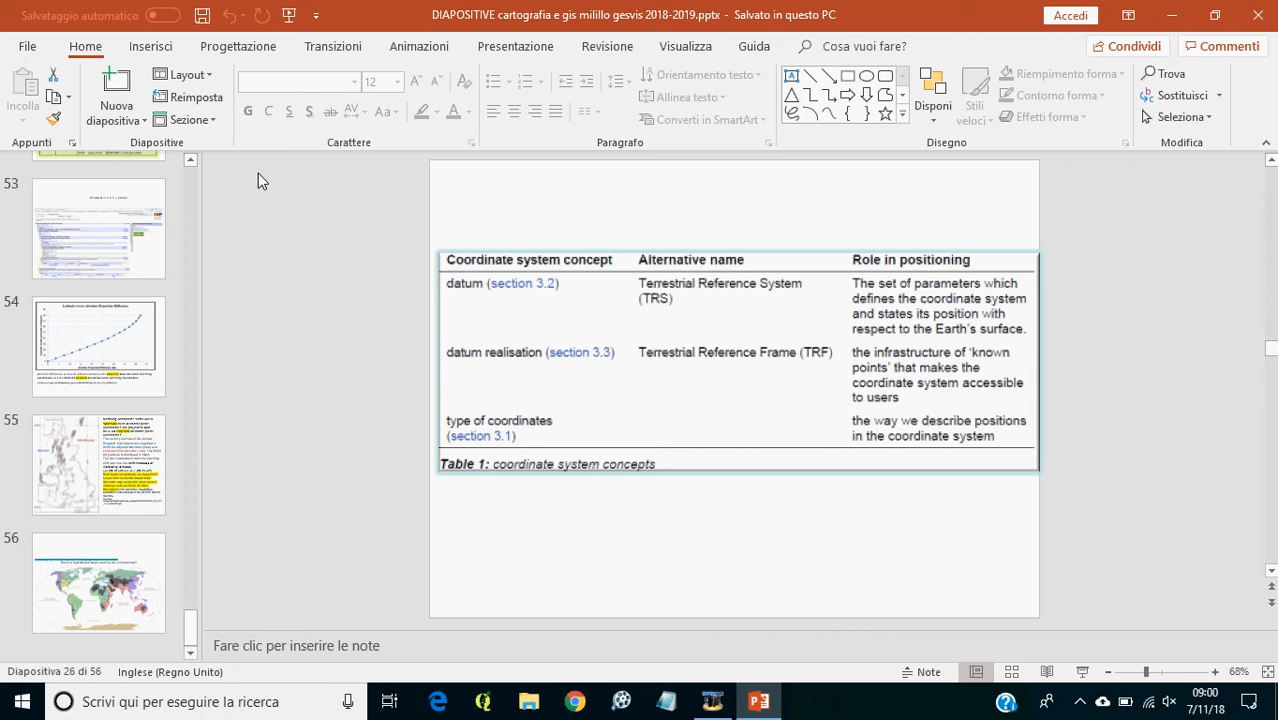 Salvataggio automatico
DIAPOSITIVE cartografia e gis milillo gesvis 2018-2019.pptx - Salvato in questo PC
Accedi
File Home Inserisci Progettazione Transizioni Animazioni Presentazione Revisione Visualizza Guida Cosa vuoi fare? Condividi Commenti
Incolla
Appunti
Nuova
diapositiva
Layout
Reimposta
Sezione
Diapositive
12
G C S S ab AV Aa A
Carattere
Orientamento testo
Allinea testo
Converti in SmartArt
Paragrafo
Disponi
Stili
veloci
Riempimento forma
Contorno forma
Effetti forma
Disegno
Trova
Sostituisci
Seleziona
Modifica
53
54
55
56
Coordinate system concept Alternative name Role in positioning
datum (section 3.2) Terrestrial Reference System The set of parameters which
(TRS) defines the coordinate system
and states its position with
respect to the Earth's surface.
datum realisation (section 3.3) Terrestrial Reference Frame (TRF) the infrastructure of 'known
points' that makes the
coordinate system accessible
to users
type of coordinates the way we describe positions
(section 3.1) in the coordinate system
Table 1: coordinate system concepts
Fare clic per inserire le note
Diapositiva 26 di 56 Inglese (Regno Unito) Note 68%
Scrivi qui per eseguire la ricerca
09:00
7/11/18